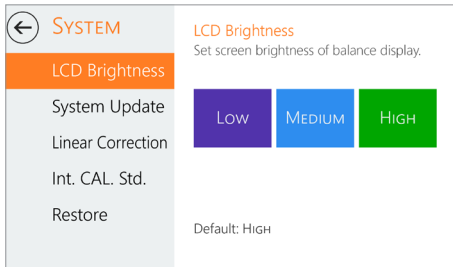 System
LCD Brightness
System Update
Linear Correction
Int. CAL. Std.
Restore
LCD Brightness
Set screen brightness of balance display.
Low
Medium
High
Default: High